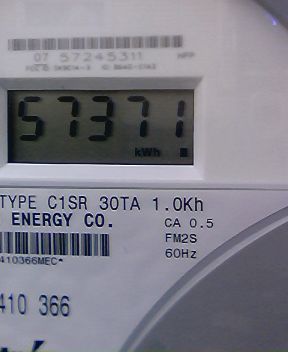 07 57245311
57371
kWh
TYPE C1SR 30TA 1.0Kh
ENERGY CO. CA 0.5
FM2S
410366MEC* 60Hz
410 366